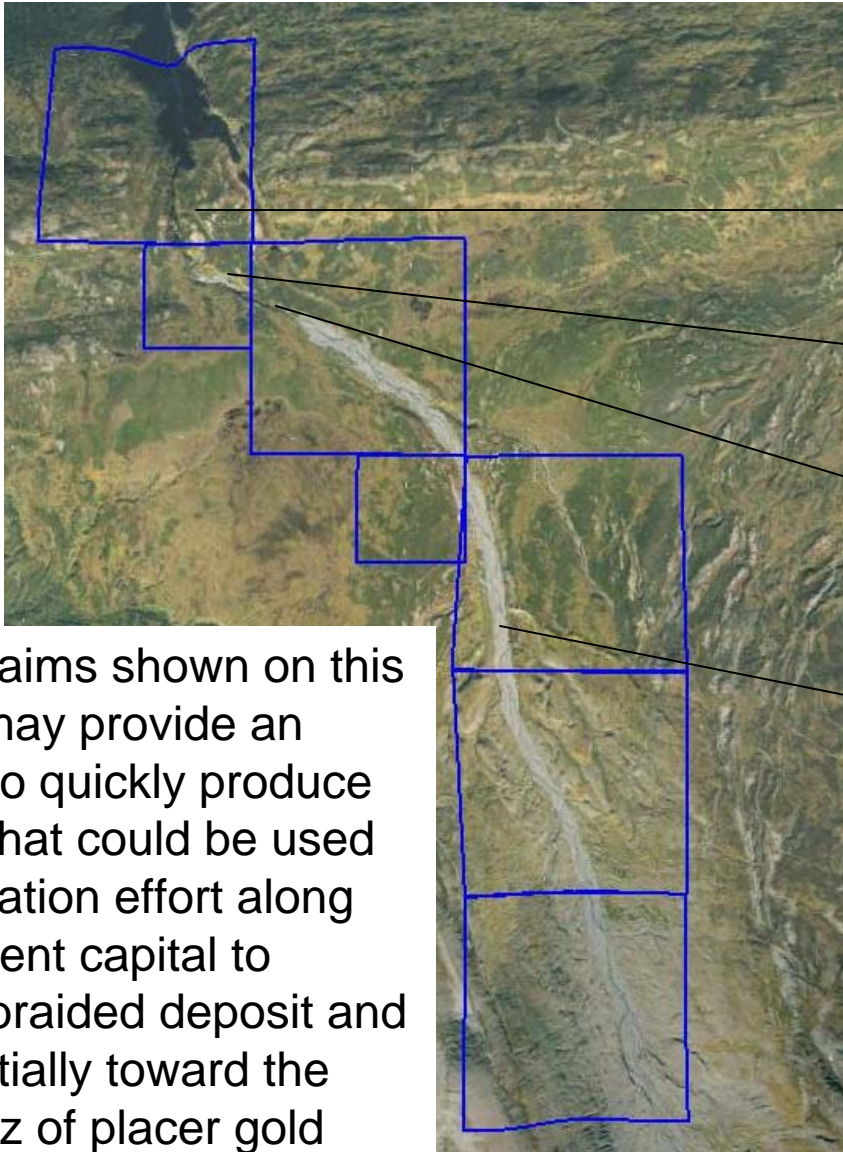 aims shown on this
may provide an
o quickly produce
hat could be used
ation effort along
ent capital to
braided deposit and
tially toward the
z of placer gold